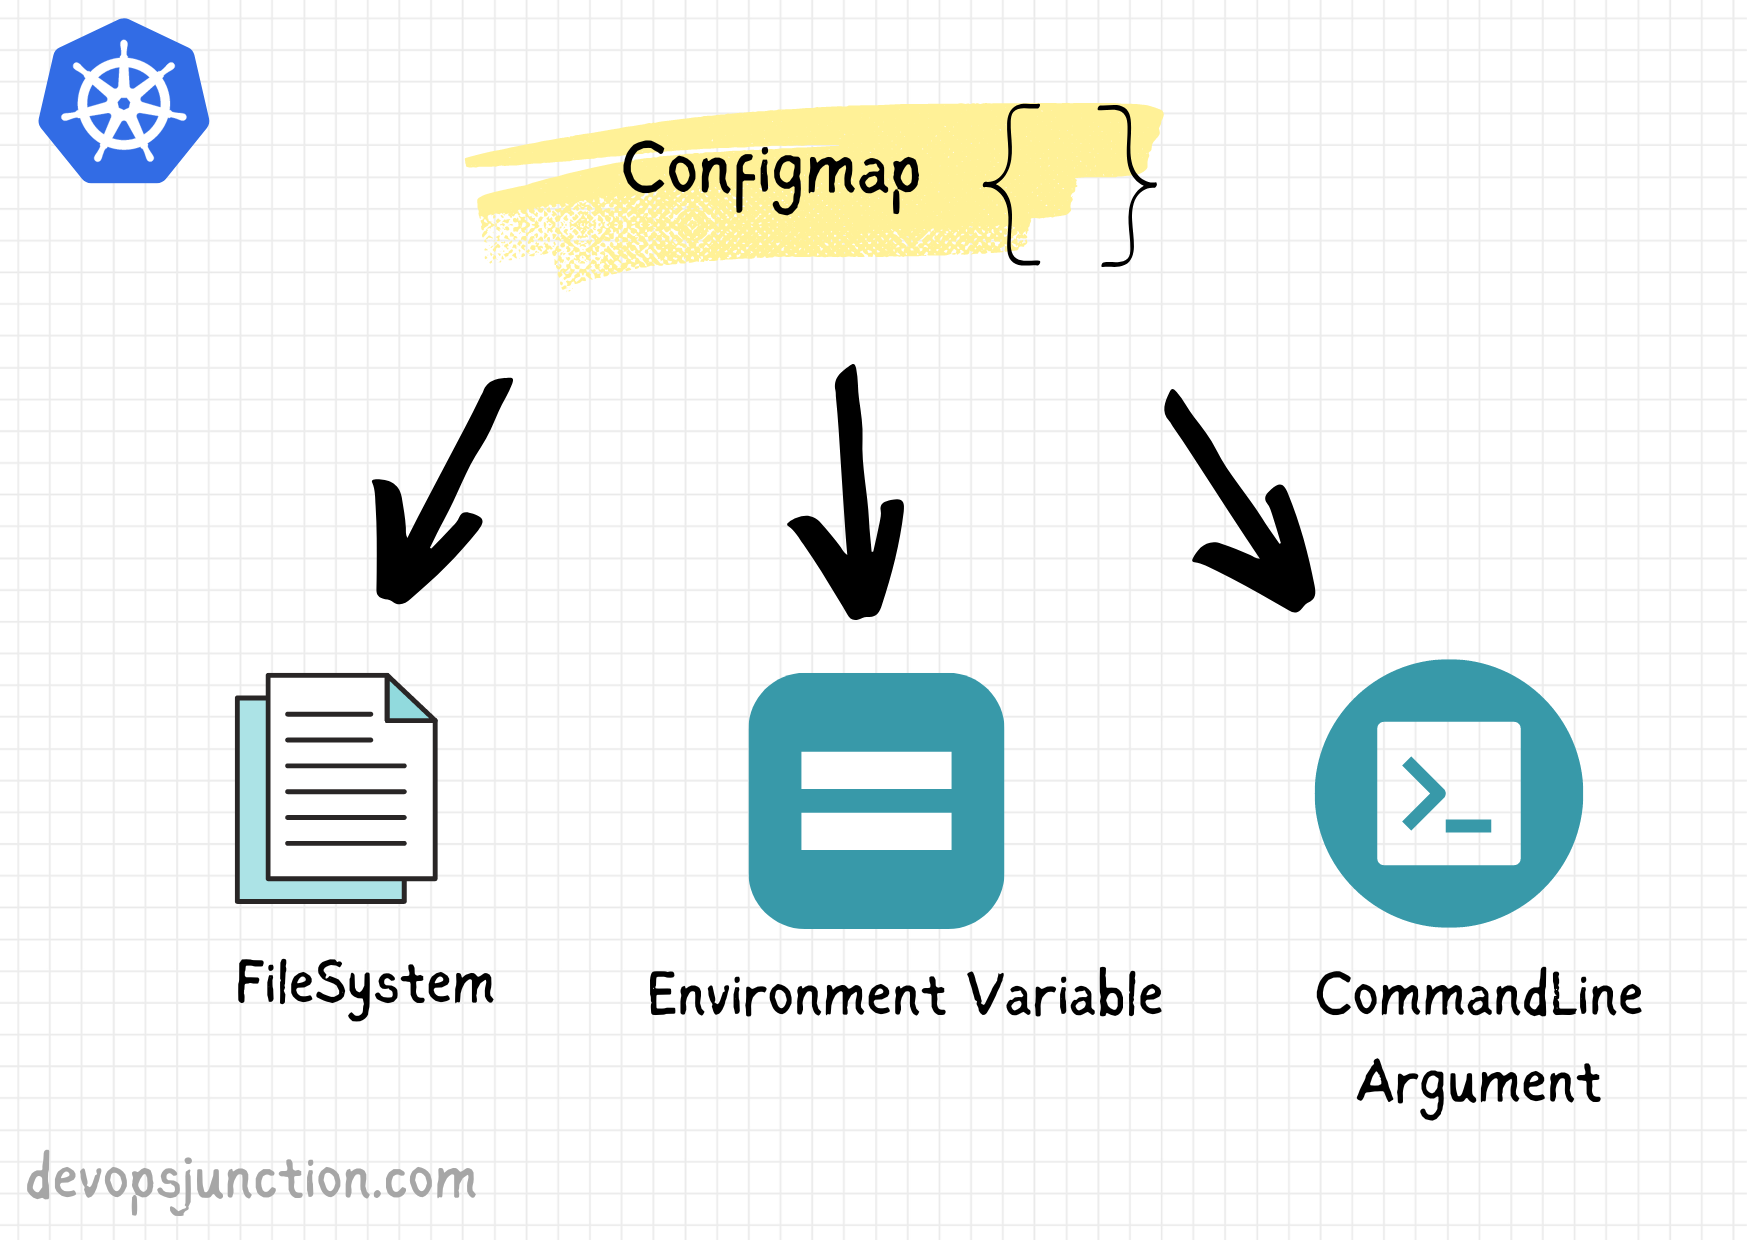 Configmap { }
FileSystem
Environment Variable
CommandLine
Argument
devopsjunction.com